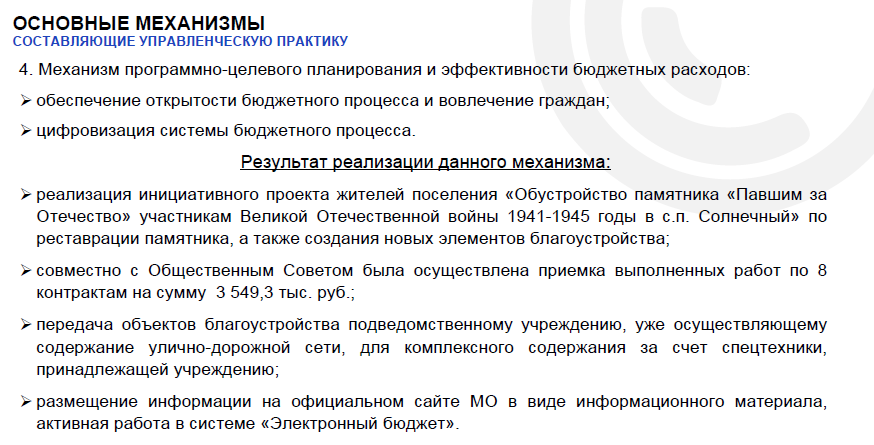 ОСНОВНЫЕ МЕХАНИЗМЫ
СОСТАВЛЯЮЩИЕ УПРАВЛЕНЧЕСКУЮ ПРАКТИКУ
4. Механизм программно-целевого планирования и эффективности бюджетных расходов:
➢ обеспечение открытости бюджетного процесса и вовлечение граждан;
➢ цифровизация системы бюджетного процесса.
Результат реализации данного механизма:
➢ реализация инициативного проекта жителей поселения «Обустройство памятника «Павшим за
Отечество» участникам Великой Отечественной войны 1941-1945 годы в с.п. Солнечный» по
реставрации памятника, а также создания новых элементов благоустройства;
➢ совместно с Общественным Советом была осуществлена приемка выполненных работ по 8
контрактам на сумму 3 549,3 тыс. руб.;
➢ передача объектов благоустройства подведомственному учреждению, уже осуществляющему
содержание улично-дорожной сети, для комплексного содержания за счет спецтехники,
принадлежащей учреждению;
➢ размещение информации на официальном сайте МО в виде информационного материала,
активная работа в системе «Электронный бюджет».